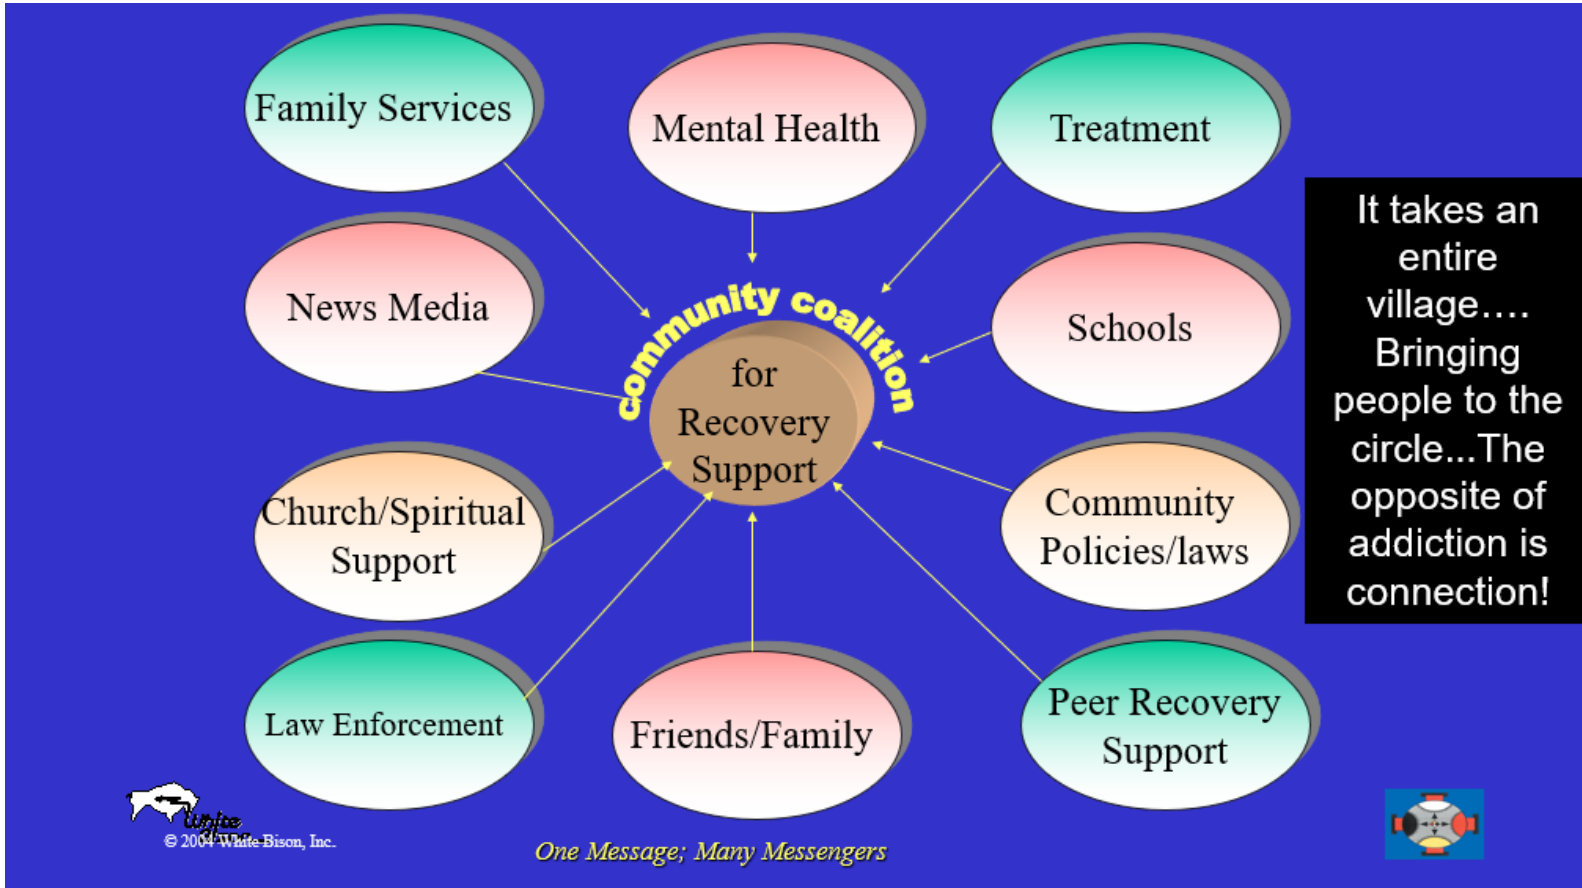 Family Services
Mental Health
Treatment
News Media
Schools
community coalition
for
Recovery
Support
Church/Spiritual
Support
Community
Policies/laws
Law Enforcement
Friends/Family
Peer Recovery
Support
It takes an
entire
village….
Bringing
people to the
circle...The
opposite of
addiction is
connection!
White
© 2004 White Bison, Inc.
One Message; Many Messengers